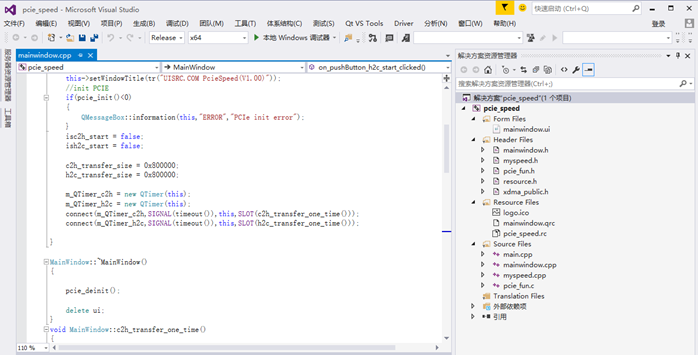 pcie_speed - Microsoft Visual Studio
快速启动 (Ctrl+Q)
文件(F) 编辑(E) 视图(V) 项目(P) 生成(B) 调试(D) 团队(M) 工具(T) 体系结构(C) 测试(S) Qt VS Tools Driver 分析(N) 窗口(W) 登录
帮助(H)
Release x64 本地 Windows 调试器
服务器资源管理器 工具箱
mainwindow.cpp
pcie_speed MainWindow on_pushButton_h2c_start_clicked()
this->setWindowTitle(tr("UISRC.COM PcieSpeed(V1.00)"));
//init PCIE
if(pcie_init()<0)
{
QMessageBox::information(this,"ERROR","PCIe init error");
}
isc2h_start = false;
ish2c_start = false;
c2h_transfer_size = 0x800000;
h2c_transfer_size = 0x800000;
m_QTimer_c2h = new QTimer(this);
m_QTimer_h2c = new QTimer(this);
connect(m_QTimer_c2h,SIGNAL(timeout()),this,SLOT(c2h_transfer_one_time()));
connect(m_QTimer_h2c,SIGNAL(timeout()),this,SLOT(h2c_transfer_one_time()));
}
MainWindow::~MainWindow()
{
pcie_deinit();
delete ui;
}
void MainWindow::c2h_transfer_one_time()
{
110 %
解决方案资源管理器
搜索解决方案资源管理器(Ctrl+;)
解决方案"pcie_speed"(1 个项目)
pcie_speed
Form Files
mainwindow.ui
Header Files
mainwindow.h
myspeed.h
pcie_fun.h
resource.h
xdma_public.h
Resource Files
logo.ico
mainwindow.qrc
pcie_speed.rc
Source Files
main.cpp
mainwindow.cpp
myspeed.cpp
pcie_fun.c
Translation Files
外部依赖项
引用